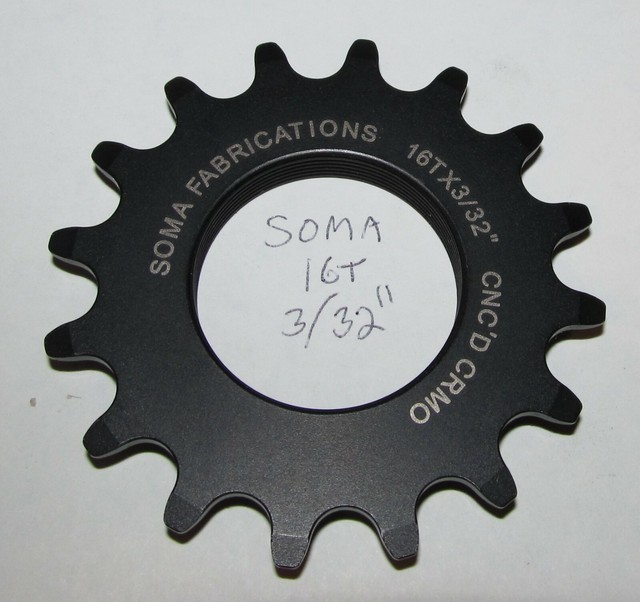 SOMA FABRICATIONS 16TX3/32" CNC'D CRMO
SOMA
16T
3/32"